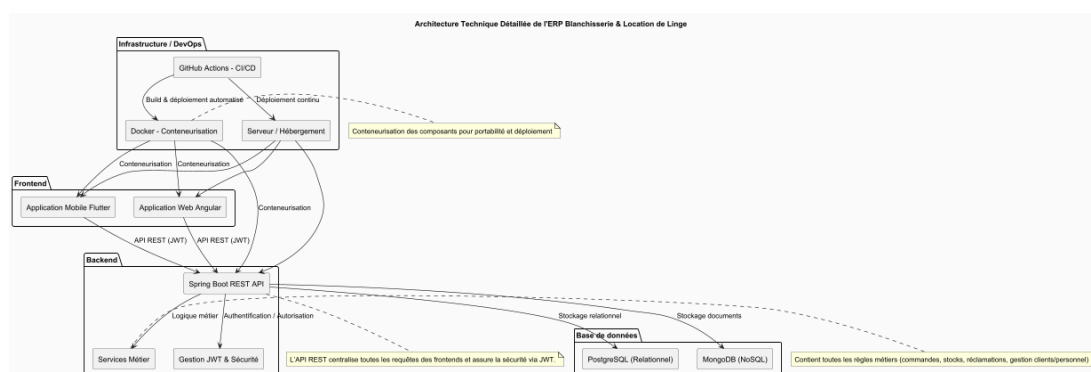 Architecture Technique Détaillée de l'ERP Blanchisserie & Location de Linge
Infrastructure / DevOps
GitHub Actions - CI/CD
Build & déploiement automatisé
Déploiement continu
Docker - Conteneurisation
Serveur / Hébergement
Conteneurisation des composants pour portabilité et déploiement
Conteneurisation
Conteneurisation
Frontend
Application Mobile Flutter
Application Web Angular
Conteneurisation
API REST (JWT)
API REST (JWT)
Backend
Spring Boot REST API
Logique métier
Authentification / Autorisation
Stockage relationnel
Stockage documents
Base de données
Services Métier
Gestion JWT & Sécurité
L'API REST centralise toutes les requêtes des frontends et assure la sécurité via JWT.
PostgreSQL (Relationnel)
MongoDB (NoSQL)
Contient toutes les règles métiers (commandes, stocks, réclamations, gestion clients/personnel)